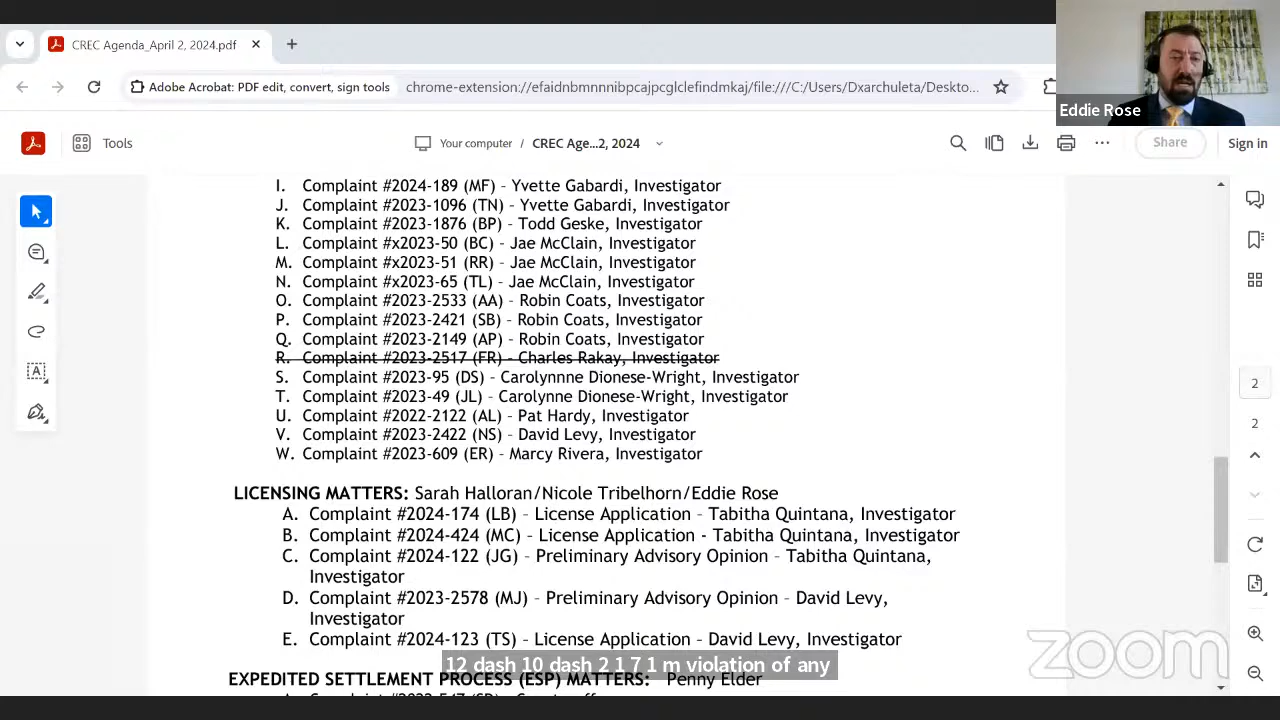 CREC Agenda_April 2, 2024.pdf
Adobe Acrobat: PDF edit, convert, sign tools
chrome-extension://efaidnbmnnnibpcajpcglclefindmkaj/file:///C:/Users/Dxarchuleta/Deskto...
Eddie Rose
Tools
Your computer / CREC Age...2, 2024
Share
Sign in
I. Complaint #2024-189 (MF) – Yvette Gabardi, Investigator
J. Complaint #2023-1096 (TN) – Yvette Gabardi, Investigator
K. Complaint #2023-1876 (BP) – Todd Geske, Investigator
L. Complaint #x2023-50 (BC) – Jae McClain, Investigator
M. Complaint #x2023-51 (RR) – Jae McClain, Investigator
N. Complaint #x2023-65 (TL) – Jae McClain, Investigator
O. Complaint #2023-2533 (AA) – Robin Coats, Investigator
P. Complaint #2023-2421 (SB) – Robin Coats, Investigator
Q. Complaint #2023-2149 (AP) – Robin Coats, Investigator
R. Complaint #2023-2517 (FR) – Charles Rakay, Investigator
S. Complaint #2023-95 (DS) – Carolynnne Dionese-Wright, Investigator
T. Complaint #2023-49 (JL) – Carolynne Dionese-Wright, Investigator
U. Complaint #2022-2122 (AL) – Pat Hardy, Investigator
V. Complaint #2023-2422 (NS) – David Levy, Investigator
W. Complaint #2023-609 (ER) – Marcy Rivera, Investigator
2
2
LICENSING MATTERS: Sarah Halloran/Nicole Tribelhorn/Eddie Rose
A. Complaint #2024-174 (LB) – License Application – Tabitha Quintana, Investigator
B. Complaint #2024-424 (MC) – License Application - Tabitha Quintana, Investigator
C. Complaint #2024-122 (JG) – Preliminary Advisory Opinion – Tabitha Quintana,
Investigator
D. Complaint #2023-2578 (MJ) – Preliminary Advisory Opinion – David Levy,
Investigator
E. Complaint #2024-123 (TS) – License Application – David Levy, Investigator
zoom
12 dash 10 dash 2 1 7 1 m violation of any
EXPEDITED SETTLEMENT PROCESS (ESP) MATTERS: Penny Elder